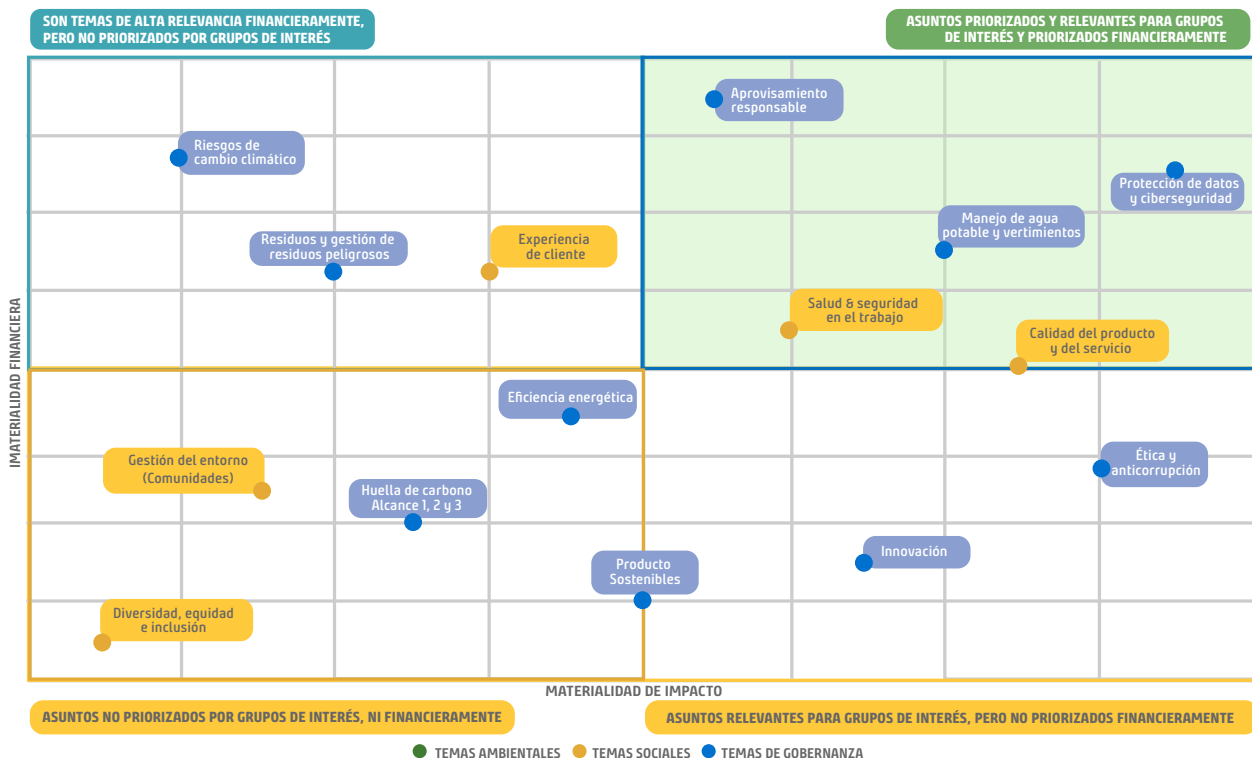 SON TEMAS DE ALTA RELEVANCIA FINANCIERAMENTE,
PERO NO PRIORIZADOS POR GRUPOS DE INTERÉS
ASUNTOS PRIORIZADOS Y RELEVANTES PARA GRUPOS
DE INTERÉS Y PRIORIZADOS FINANCIERAMENTE
Aprovisamiento
responsable
Riesgos de
cambio climático
Protección de datos
y ciberseguridad
Manejo de agua
potable y vertimientos
Residuos y gestión de
residuos peligrosos
Experiencia
de cliente
Salud & seguridad
en el trabajo
Calidad del producto
y del servicio
IMATERIALIDAD FINANCIERA
Eficiencia energética
Gestión del entorno
(Comunidades)
Ética y
anticorrupción
Huella de carbono
Alcance 1, 2 y 3
Innovación
Producto
Sostenibles
Diversidad, equidad
e inclusión
MATERIALIDAD DE IMPACTO
ASUNTOS NO PRIORIZADOS POR GRUPOS DE INTERÉS, NI FINANCIERAMENTE
ASUNTOS RELEVANTES PARA GRUPOS DE INTERÉS, PERO NO PRIORIZADOS FINANCIERAMENTE
TEMAS AMBIENTALES
TEMAS SOCIALES
TEMAS DE GOBERNANZA